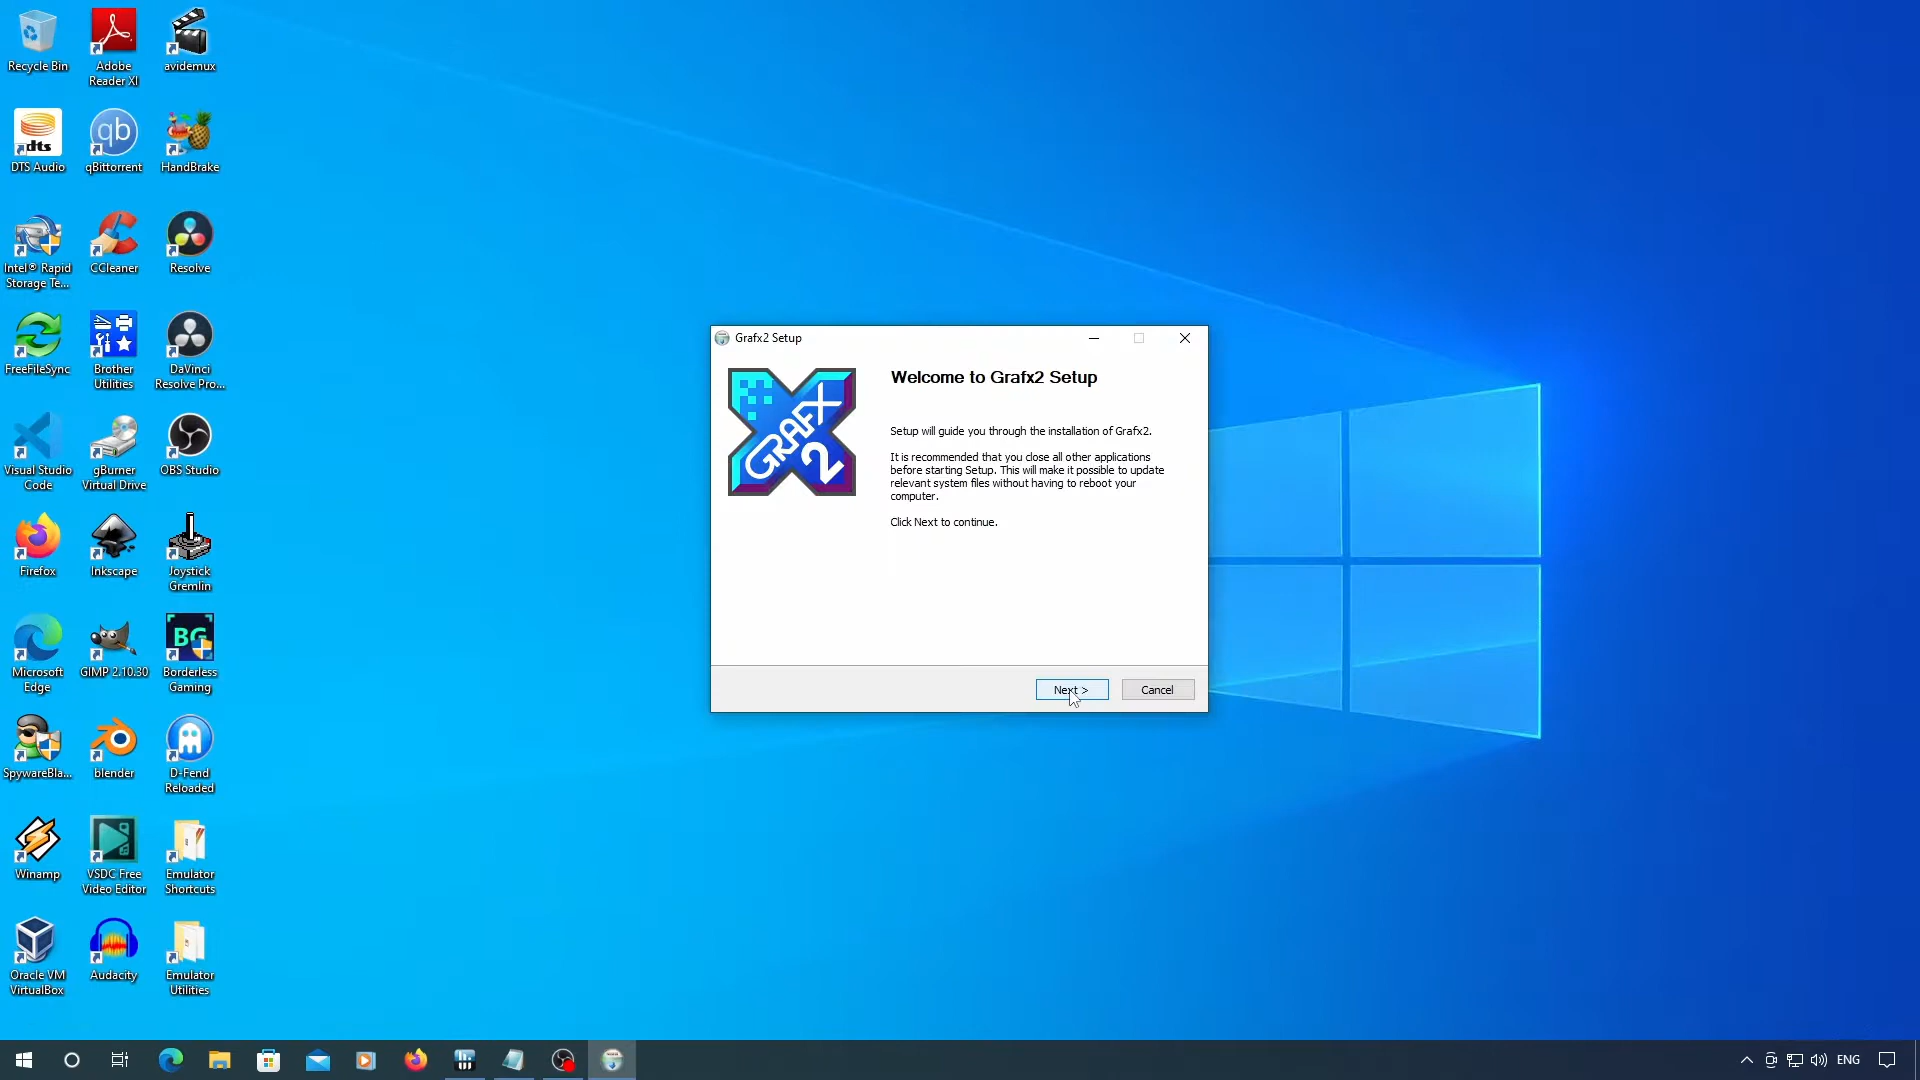 Recycle Bin
Adobe
Reader XI
avidemux
dts
DTS Audio
qb
qBittorrent
HandBrake
Intel® Rapid
Storage Te...
CCleaner
Resolve
FreeFileSync
Brother
Utilities
DaVinci
Resolve Pro...
Visual Studio
Code
gBurner
Virtual Drive
OBS Studio
Firefox
Inkscape
Joystick
Gremlin
Microsoft
Edge
GIMP 2.10.30
BG
Borderless
Gaming
SpywareBla...
blender
D-Fend
Reloaded
Winamp
VSDC Free
Video Editor
Emulator
Shortcuts
Oracle VM
VirtualBox
Audacity
Emulator
Utilities
Grafx2 Setup
GRAFX
2
Welcome to Grafx2 Setup
Setup will guide you through the installation of Grafx2.
It is recommended that you close all other applications
before starting Setup. This will make it possible to update
relevant system files without having to reboot your
computer.
Click Next to continue.
Next >
Cancel
ENG